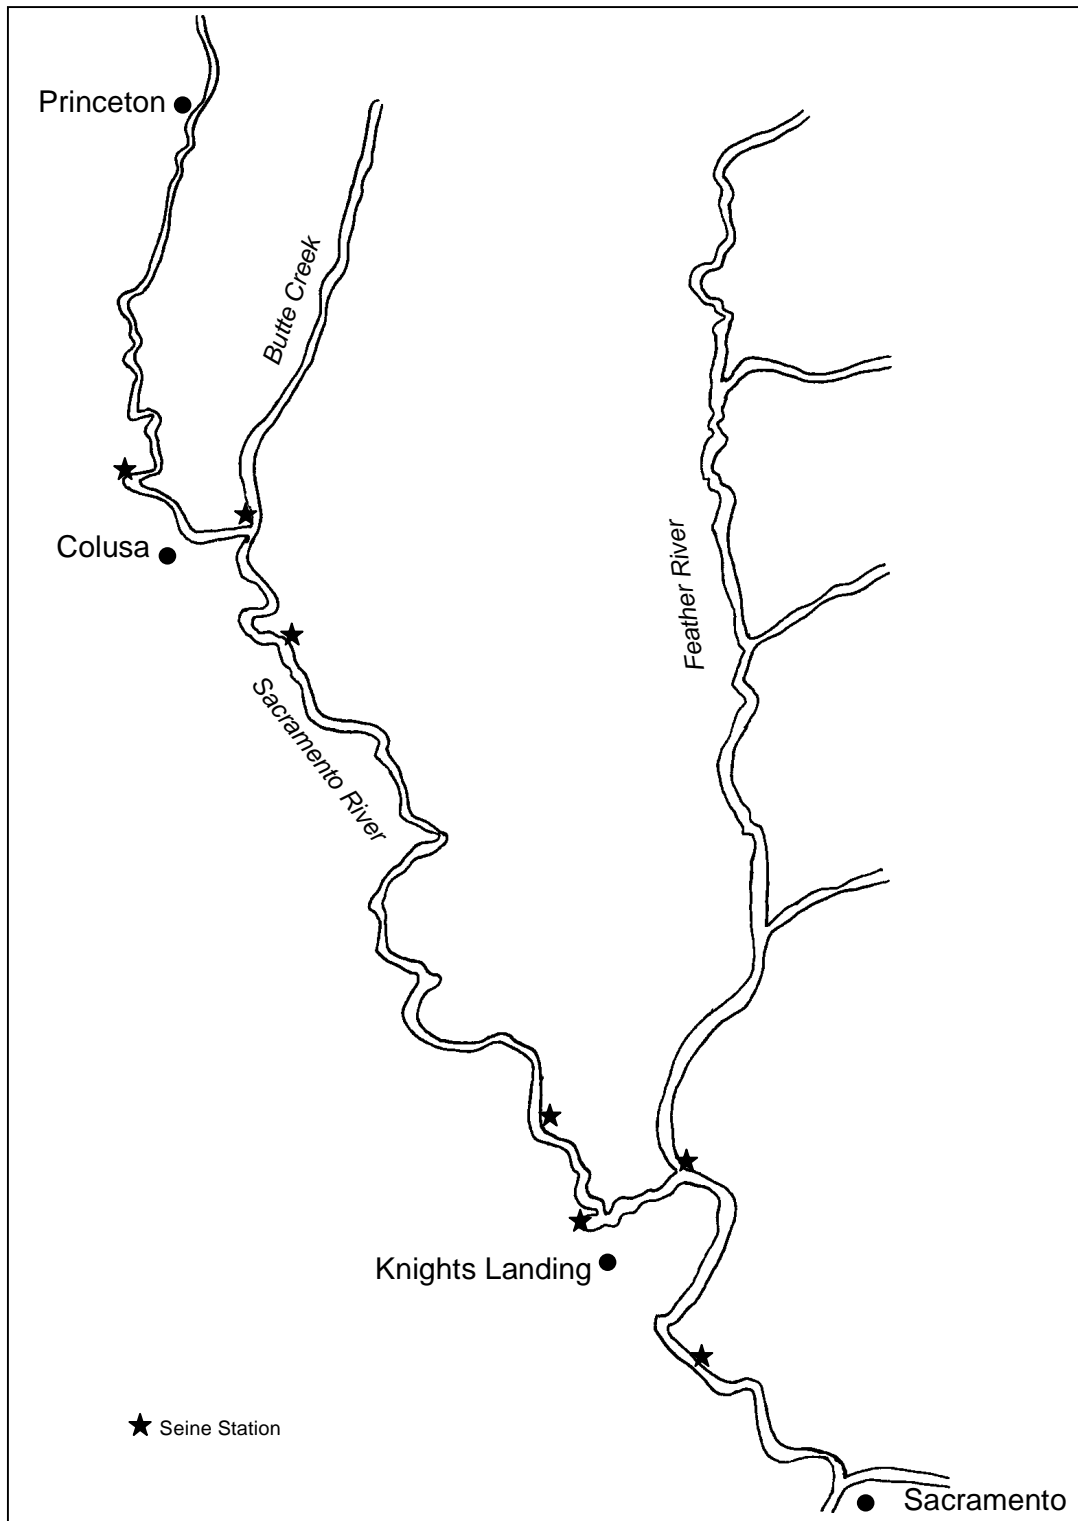 Princeton
Butte Creek
Colusa
Feather River
Sacramento River
Knights Landing
Seine Station
Sacramento